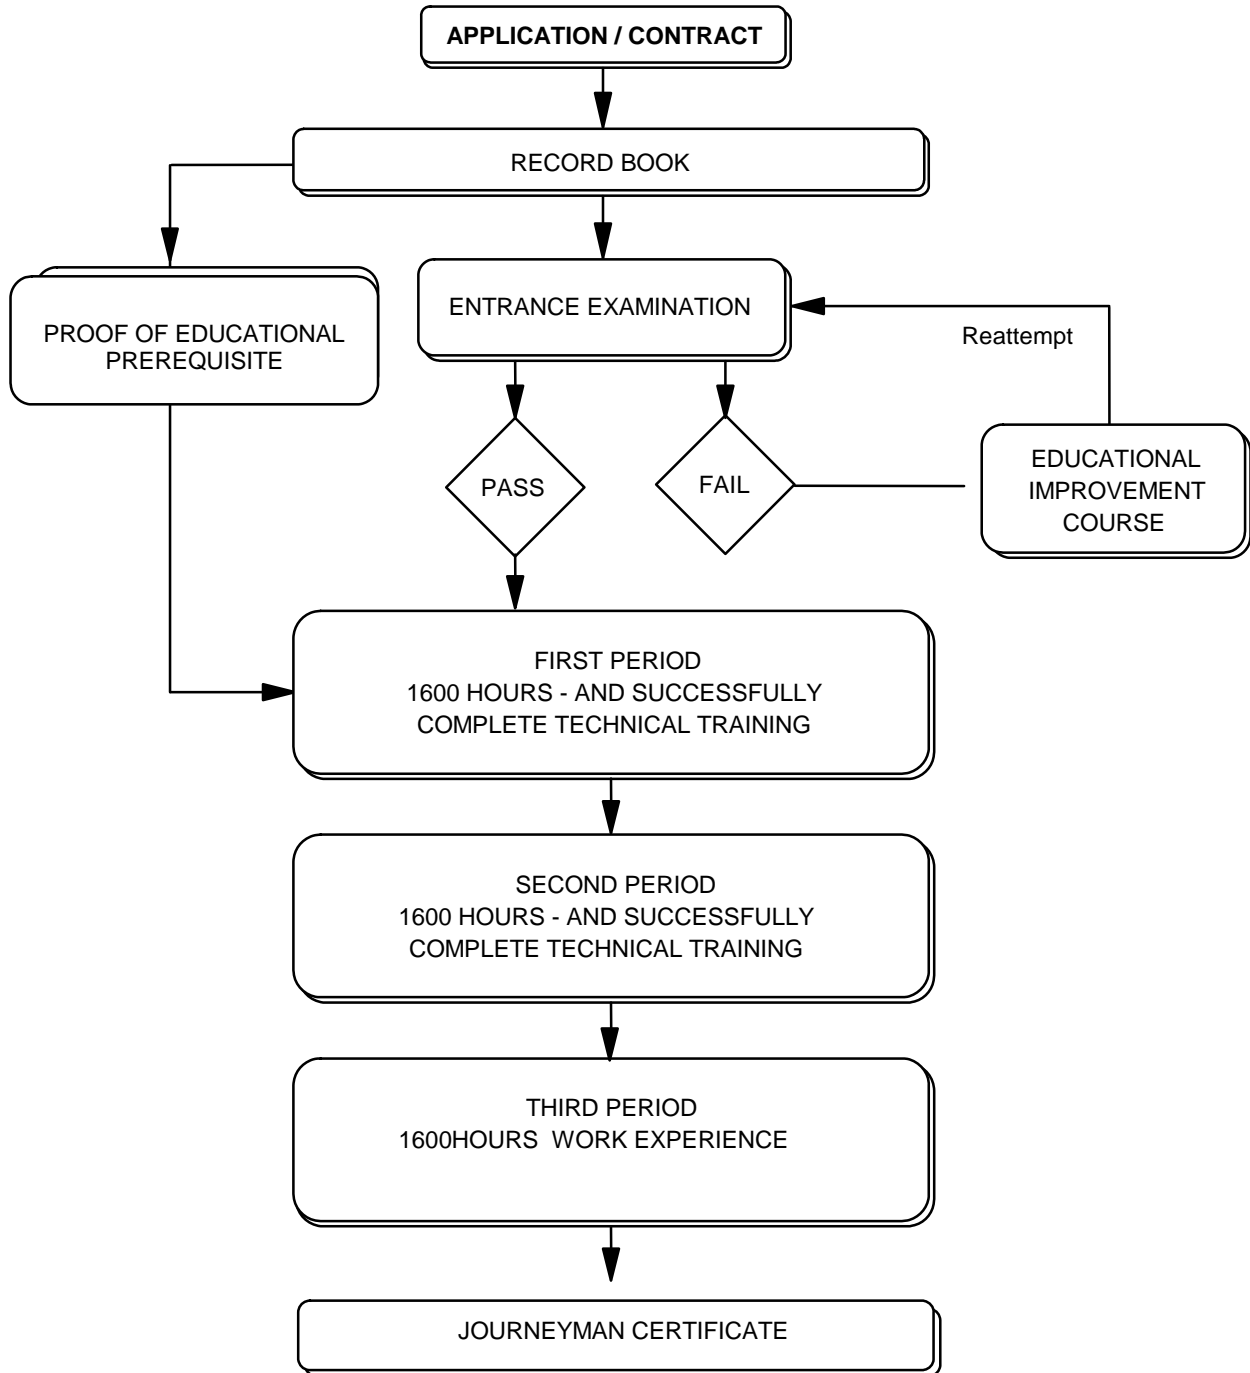 APPLICATION / CONTRACT
RECORD BOOK
PROOF OF EDUCATIONAL
PREREQUISITE
ENTRANCE EXAMINATION
Reattempt
PASS
FAIL
EDUCATIONAL
IMPROVEMENT
COURSE
FIRST PERIOD
1600 HOURS - AND SUCCESSFULLY
COMPLETE TECHNICAL TRAINING
SECOND PERIOD
1600 HOURS - AND SUCCESSFULLY
COMPLETE TECHNICAL TRAINING
THIRD PERIOD
1600HOURS  WORK EXPERIENCE
JOURNEYMAN CERTIFICATE